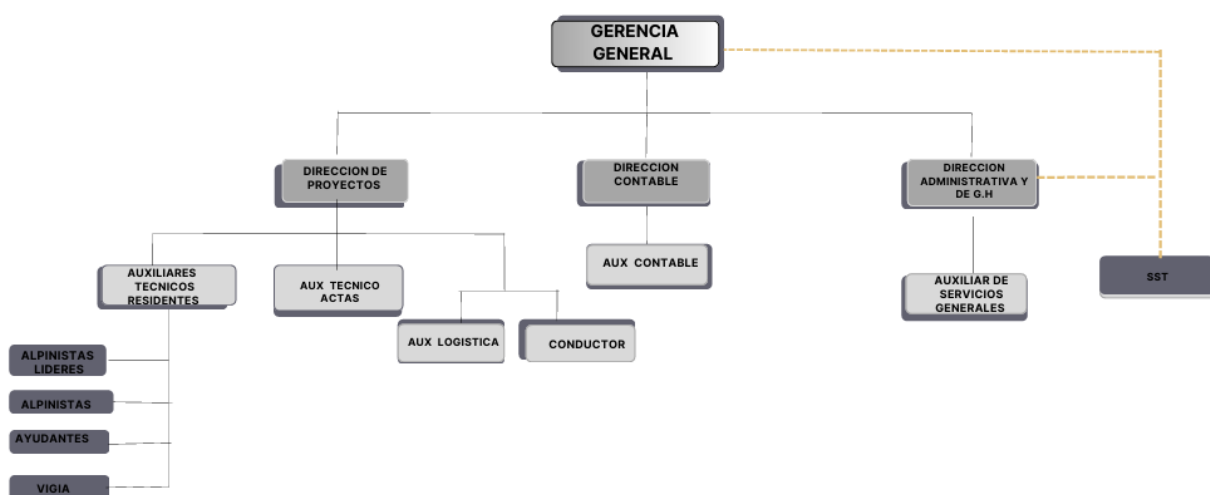 GERENCIA
GENERAL
DIRECCION DE
PROYECTOS
DIRECCION
CONTABLE
DIRECCION
ADMINISTRATIVA Y
DE G.H
AUXILIARES
TECNICOS
RESIDENTES
AUX TECNICO
ACTAS
AUX LOGISTICA
CONDUCTOR
AUX CONTABLE
AUXILIAR DE
SERVICIOS
GENERALES
SST
ALPINISTAS
LIDERES
ALPINISTAS
AYUDANTES
VIGIA